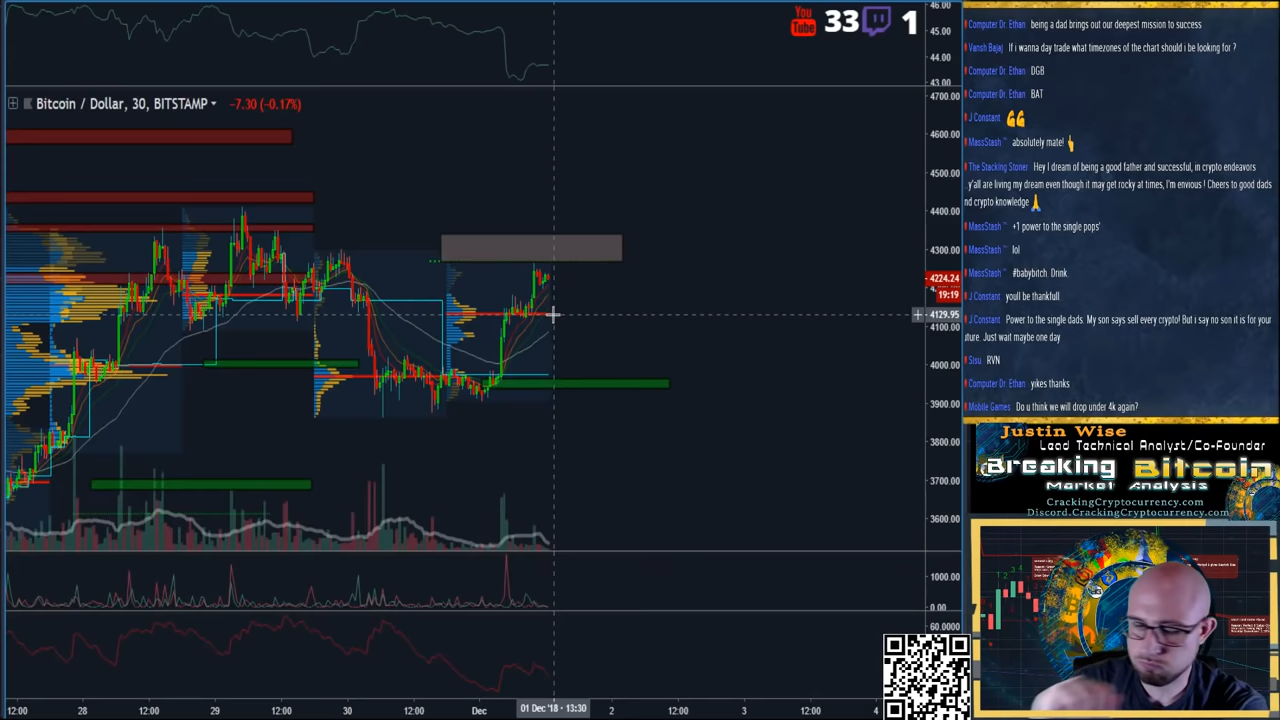 46.00
45.00
44.00
43.00
You
Tube
33
1
Bitcoin / Dollar, 30, BITSTAMP
−7.30 (−0.17%)
4700.00
4600.00
4500.00
4400.00
4300.00
4224.24
19:19
4129.95
4100.00
4000.00
3900.00
3800.00
3700.00
3600.00
1000.00
0.00
60.0000
12:00
28
12:00
29
12:00
30
12:00
Dec
01 Dec '18 - 13:30
2
12:00
3
12:00
4
Computer Dr. Ethan being a dad brings out our deepest mission to success
Vansh Bajaj If i wanna day trade what timezones of the chart should i be looking for ?
Computer Dr. Ethan DGB
Computer Dr. Ethan BAT
J Constant
MassStash ™ absolutely mate!
The Stacking Stoner Hey I dream of being a good father and successful, in crypto endeavors
y'all are living my dream even though it may get rocky at times, I'm envious ! Cheers to good dads
nd crypto knowledge
MassStash ™ +1 power to the single pops'
MassStash ™ lol
MassStash ™ #babybitch Drink
J Constant youll be thankfull
J Constant Power to the single dads. My son says sell every crypto! But i say no son it is for your
uture. Just wait maybe one day
Sisu RVN
Computer Dr. Ethan yikes thanks
Mobile Games Do u think we will drop under 4k again?
Justin Wise
Lead Technical Analyst/Co-Founder
Breaking Bitcoin
Market Analysis
CrackingCryptocurrency.com
Discord.CrackingCryptocurrency.com
1 2 3 4